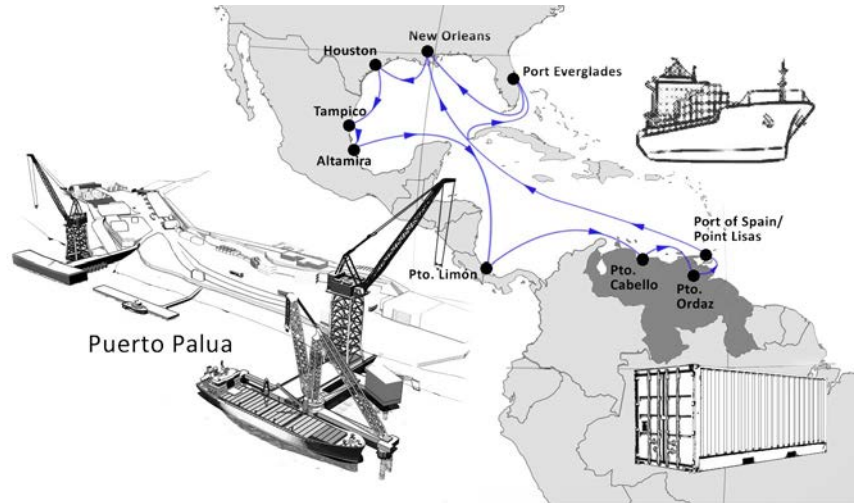 New Orleans
Houston
Port Everglades
Tampico
Altamira
Port of Spain/
Point Lisas
Pto. Limón
Pto.
Cabello
Pto.
Ordaz
Puerto Palua